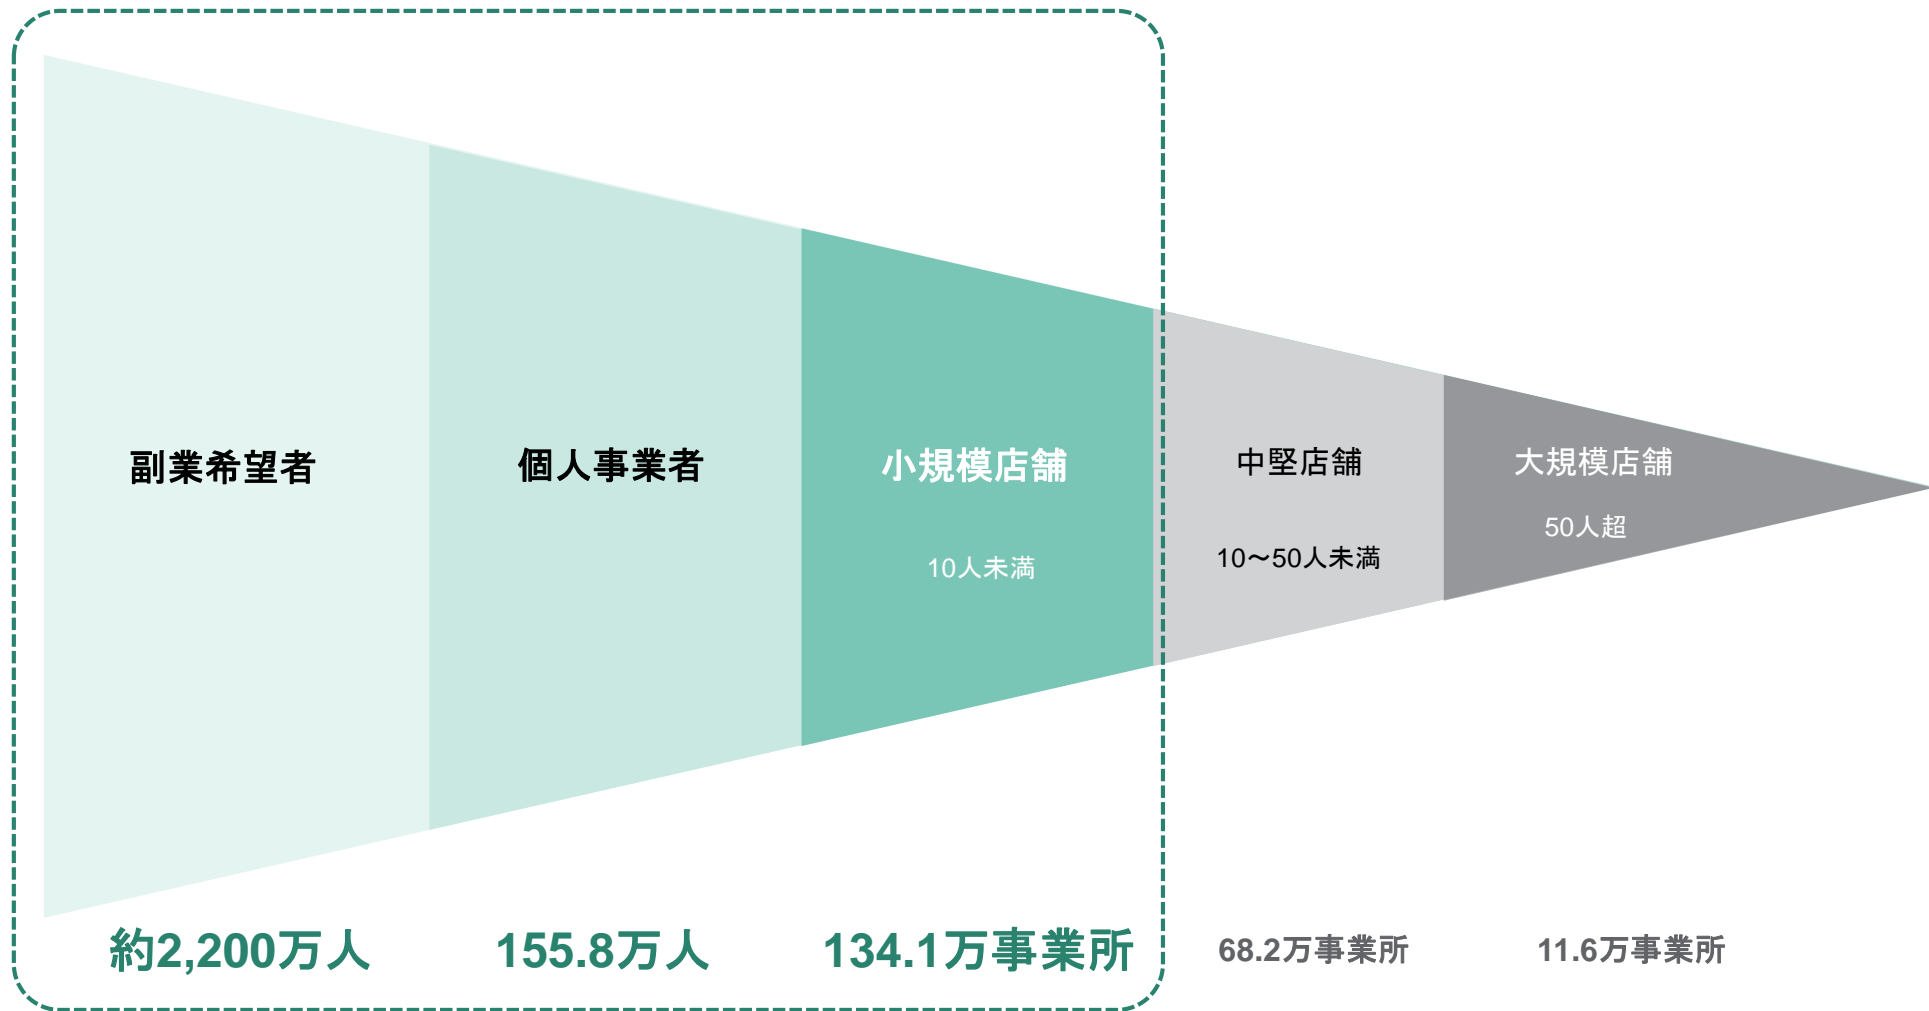 副業希望者
個人事業者
小規模店舗
10人未満
中堅店舗
10～50人未満
大規模店舗
50人超
約2,200万人
155.8万人
134.1万事業所
68.2万事業所
11.6万事業所